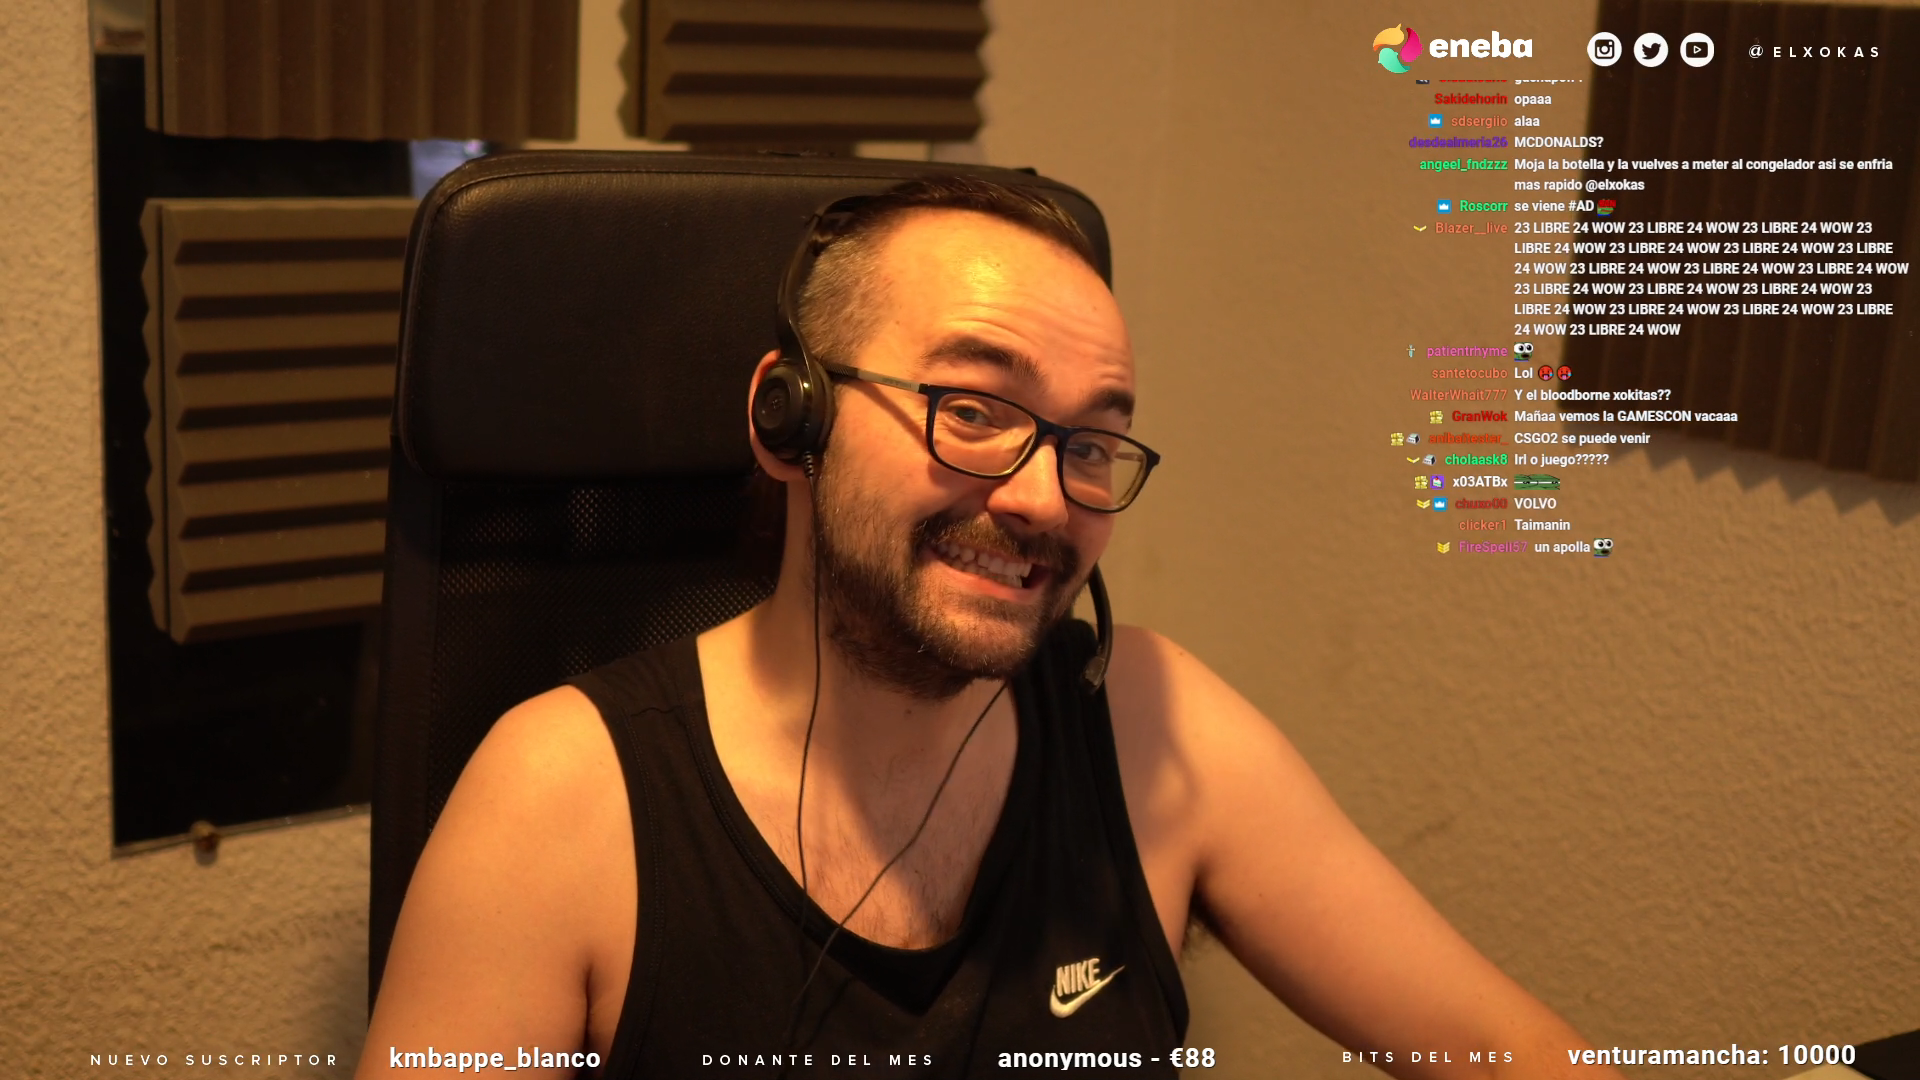 eneba
@ELXOKAS
Sakidehorin opaaa
sdsergiio alaa
desdealmeria26 MCDONALDS?
angeel_fndzzz Moja la botella y la vuelves a meter al congelador asi se enfria
mas rapido @elxokas
Roscorr se viene #AD
Blazer__live 23 LIBRE 24 WOW 23 LIBRE 24 WOW 23 LIBRE 24 WOW 23
LIBRE 24 WOW 23 LIBRE 24 WOW 23 LIBRE 24 WOW 23 LIBRE
24 WOW 23 LIBRE 24 WOW 23 LIBRE 24 WOW 23 LIBRE 24 WOW
23 LIBRE 24 WOW 23 LIBRE 24 WOW 23 LIBRE 24 WOW 23
LIBRE 24 WOW 23 LIBRE 24 WOW 23 LIBRE 24 WOW 23 LIBRE
24 WOW 23 LIBRE 24 WOW
patientrhyme
santetocubo Lol
WalterWhait777 Y el bloodborne xokitas??
GranWok Mañaa vemos la GAMESCON vacaaa
CSGO2 se puede venir
cholaask8 Irl o juego?????
x03ATBx
chuxo00 VOLVO
clicker1 Taimanin
FireSpell57 un apolla
NIKE
NUEVO SUSCRIPTOR kmbappe_blanco
DONANTE DEL MES anonymous - €88
BITS DEL MES venturamancha: 10000